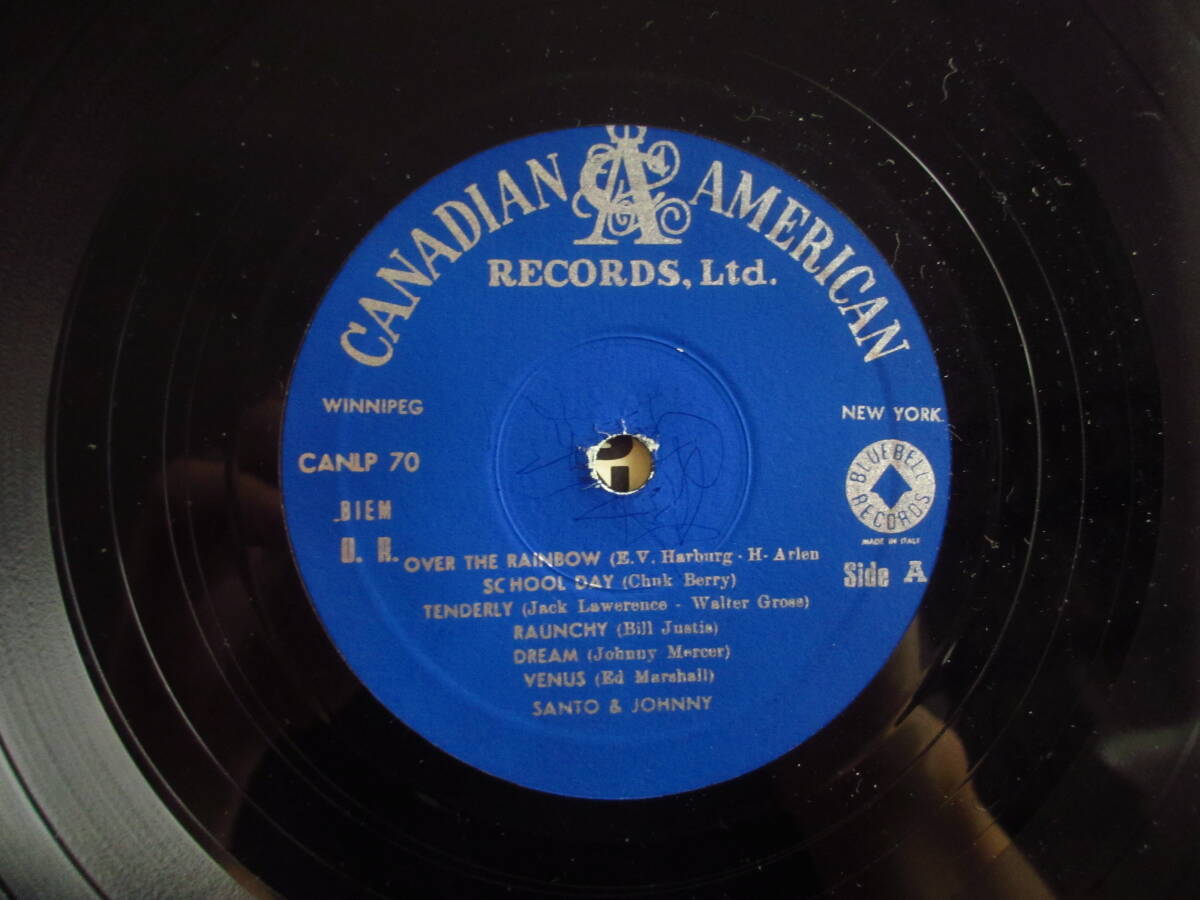 CANADIAN AMERICAN
RECORDS, Ltd.
WINNIPEG
NEW YORK.
CANLP 70
BIEM
D. R.
BLUEBELL RECORDS
MADE IN ITALY
Side A
OVER THE RAINBOW (E.V. Harburg - H. Arlen
SCHOOL DAY (Chuk Berry)
TENDERLY (Jack Lawerence - Walter Gross)
RAUNCHY (Bill Justis)
DREAM (Johnny Mercer)
VENUS (Ed Marshall)
SANTO & JOHNNY